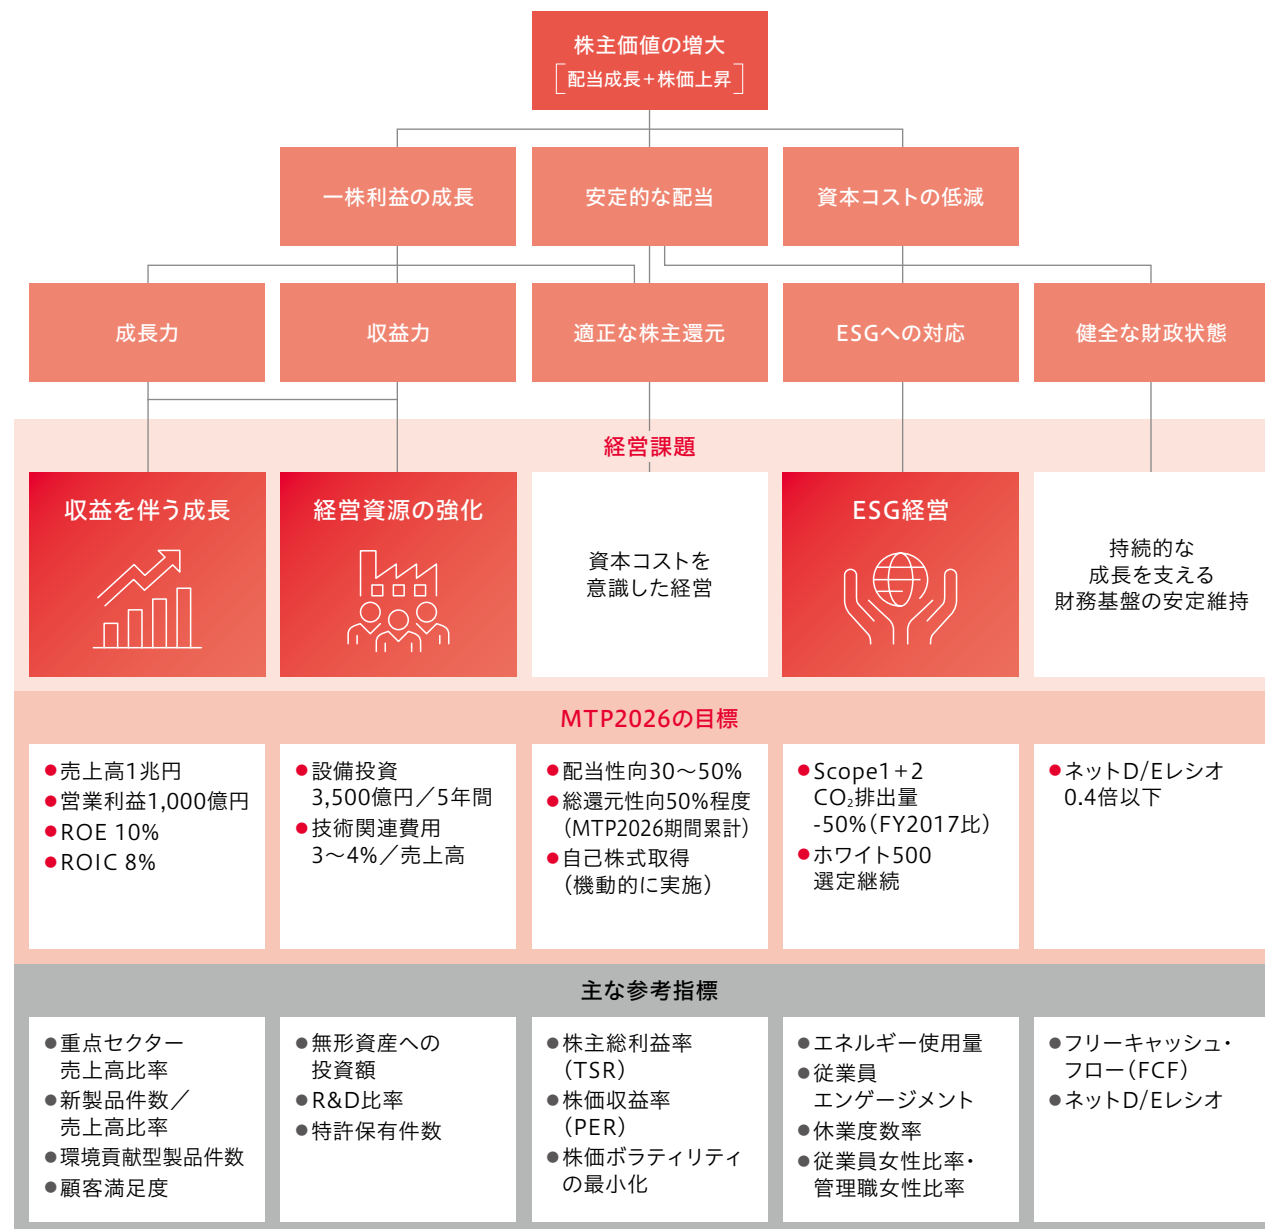 株主価値の増大
[配当成長+株価上昇]
一株利益の成長
安定的な配当
資本コストの低減
成長力
収益力
適正な株主還元
ESGへの対応
健全な財政状態
経営課題
収益を伴う成長
経営資源の強化
資本コストを
意識した経営
ESG経営
持続的な
成長を支える
財務基盤の安定維持
MTP2026の目標
●売上高1兆円
●営業利益1,000億円
●ROE 10%
●ROIC 8%
●設備投資
3,500億円/5年間
●技術関連費用
3〜4%/売上高
●配当性向30〜50%
●総還元性向50%程度
(MTP2026期間累計)
●自己株式取得
(機動的に実施)
●Scope1+2
CO₂排出量
-50%(FY2017比)
●ホワイト500
選定継続
●ネットD/Eレシオ
0.4倍以下
主な参考指標
●重点セクター
売上高比率
●新製品件数/
売上高比率
●環境貢献型製品件数
●顧客満足度
●無形資産への
投資額
●R&D比率
●特許保有件数
●株主総利益率
(TSR)
●株価収益率
(PER)
●株価ボラティリティ
の最小化
●エネルギー使用量
●従業員
エンゲージメント
●休業度数率
●従業員女性比率・
管理職女性比率
●フリーキャッシュ・
フロー(FCF)
●ネットD/Eレシオ